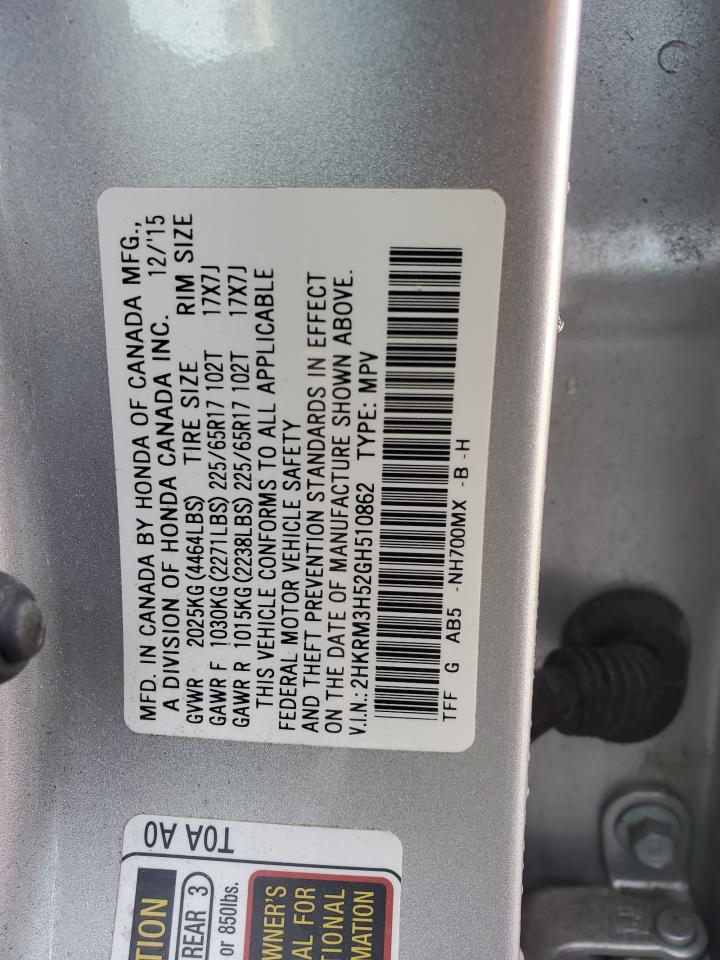 MFD. IN CANADA BY HONDA OF CANADA MFG.,
A DIVISION OF HONDA CANADA INC. 12/'15
GVWR 2025KG(4464LBS) TIRE SIZE RIM SIZE
GAWR F 1030KG(2271LBS) 225/65R17 102T 17X7J
GAWR R 1015KG(2238LBS) 225/65R17 102T 17X7J
THIS VEHICLE CONFORMS TO ALL APPLICABLE
FEDERAL MOTOR VEHICLE SAFETY
AND THEFT PREVENTION STANDARDS IN EFFECT
ON THE DATE OF MANUFACTURE SHOWN ABOVE.
V.I.N.: 2HKRM3H52GH510862 TYPE: MPV
TFF G AB5 -NH700MX -B -H
T0A A0
TION
REAR 3
or 850lbs.
WNER'S
AL FOR
TIONAL
MATION